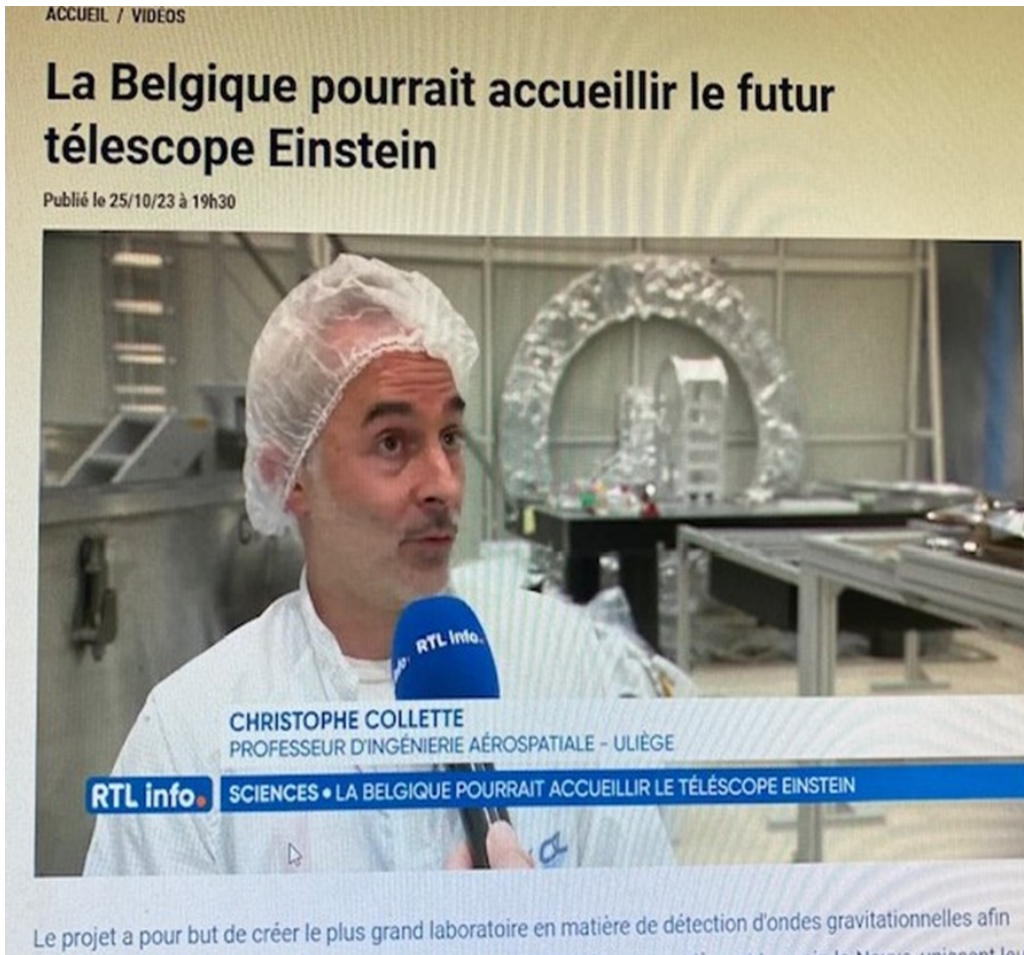 ACCUEIL / VIDÉOS
La Belgique pourrait accueillir le futur
télescope Einstein
Publié le 25/10/23 à 19h30
RTL info.
CHRISTOPHE COLLETTE
PROFESSEUR D'INGÉNIERIE AÉROSPATIALE - ULIÈGE
RTL info. SCIENCES • LA BELGIQUE POURRAIT ACCUEILLIR LE TÉLÉSCOPE EINSTEIN
Le projet a pour but de créer le plus grand laboratoire en matière de détection d'ondes gravitationnelles afin